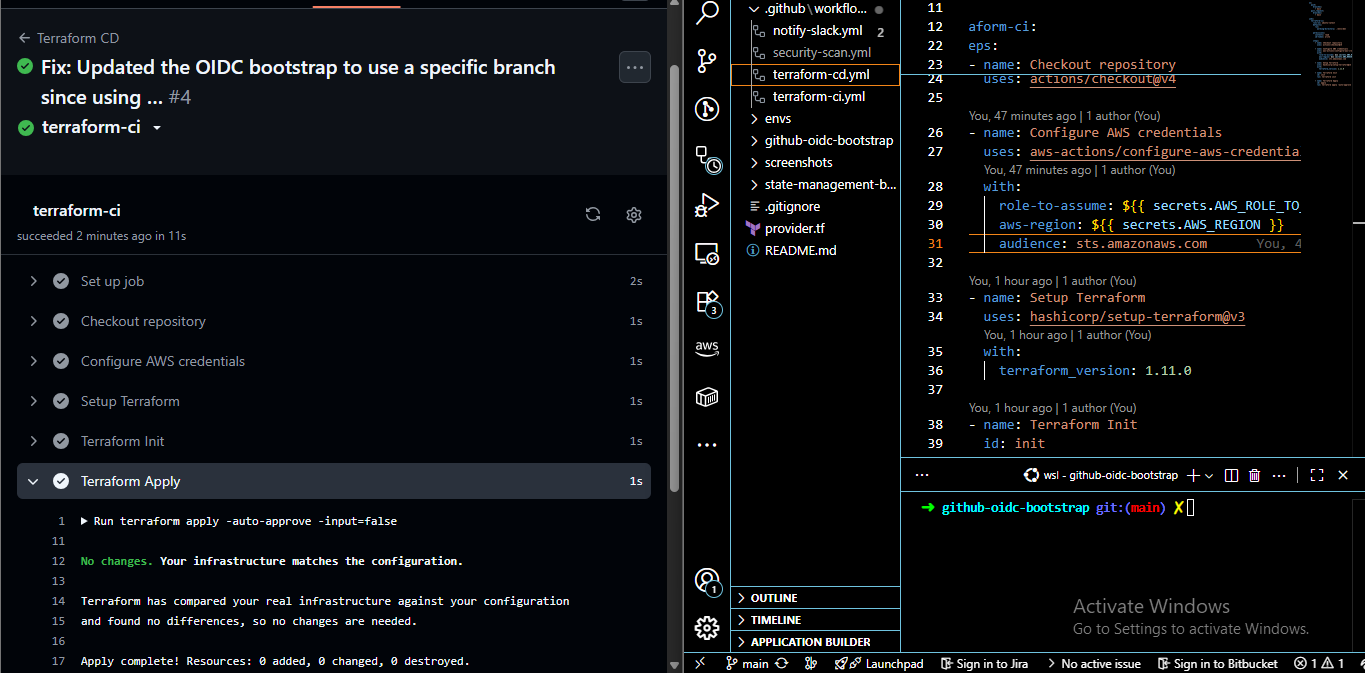 ← Terraform CD
Fix: Updated the OIDC bootstrap to use a specific branch
since using ... #4
terraform-ci
terraform-ci
succeeded 2 minutes ago in 11s
Set up job 2s
Checkout repository 1s
Configure AWS credentials 1s
Setup Terraform 1s
Terraform Init 1s
Terraform Apply 1s
1 Run terraform apply -auto-approve -input=false
11
12 No changes. Your infrastructure matches the configuration.
13
14 Terraform has compared your real infrastructure against your configuration
15 and found no differences, so no changes are needed.
16
17 Apply complete! Resources: 0 added, 0 changed, 0 destroyed.
3
aws
1
.github\workflo...
notify-slack.yml 2
security-scan.yml
terraform-cd.yml
terraform-ci.yml
envs
github-oidc-bootstrap
screenshots
state-management-b...
.gitignore
provider.tf
README.md
OUTLINE
TIMELINE
APPLICATION BUILDER
11
12 aform-ci:
22 eps:
23 - name: Checkout repository
24 uses: actions/checkout@v4
25
You, 47 minutes ago | 1 author (You)
26 - name: Configure AWS credentials
27 uses: aws-actions/configure-aws-credentia
You, 47 minutes ago | 1 author (You)
28 with:
29 role-to-assume: ${{ secrets.AWS_ROLE_TO_
30 aws-region: ${{ secrets.AWS_REGION }}
31 audience: sts.amazonaws.com You, 4
32
You, 1 hour ago | 1 author (You)
33 - name: Setup Terraform
34 uses: hashicorp/setup-terraform@v3
You, 1 hour ago | 1 author (You)
35 with:
36 terraform_version: 1.11.0
37
You, 1 hour ago | 1 author (You)
38 - name: Terraform Init
39 id: init
... wsl - github-oidc-bootstrap
➜ github-oidc-bootstrap git:(main) ✗
Activate Windows
Go to Settings to activate Windows.
main Launchpad Sign in to Jira No active issue Sign in to Bitbucket 1 1